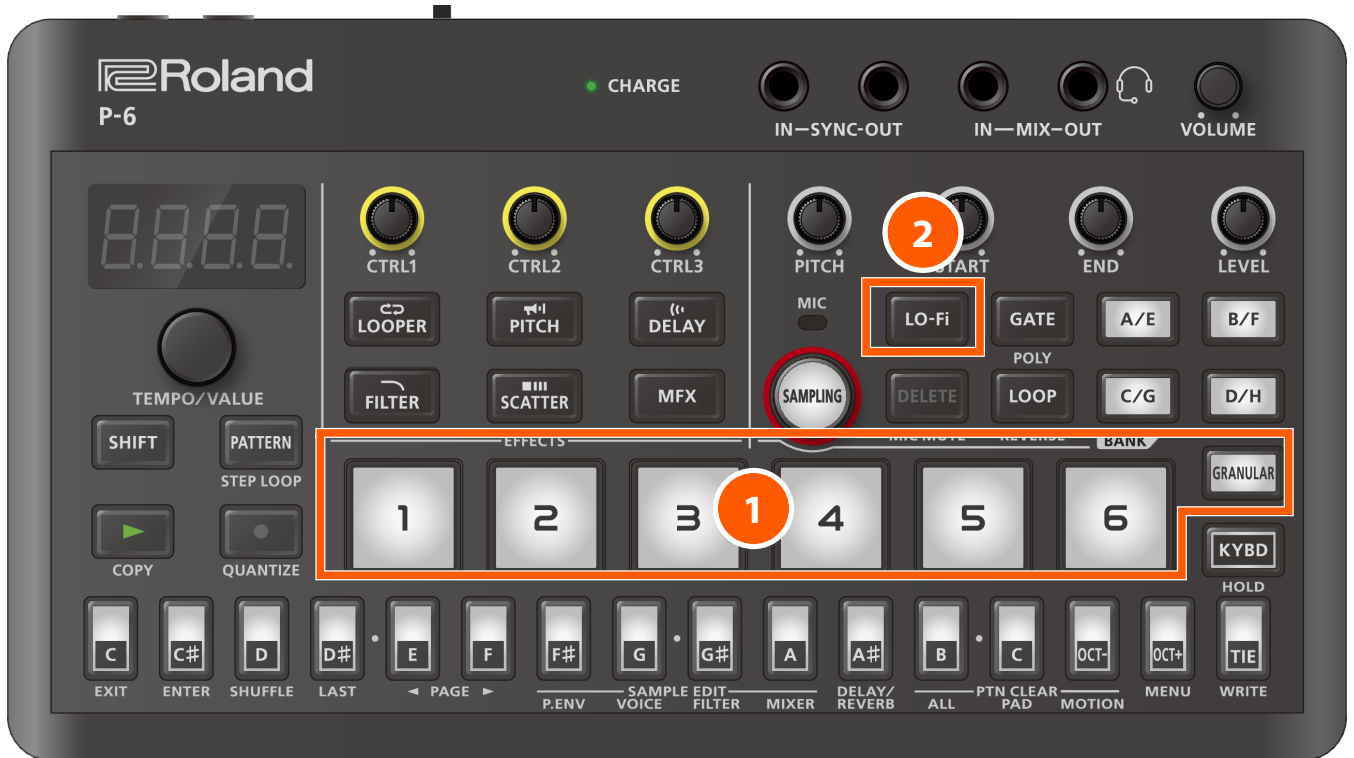 Roland
P-6
CHARGE
IN–SYNC-OUT
IN–MIX–OUT
VOLUME
8.8.8.8.
CTRL1
CTRL2
CTRL3
PITCH
2
START
END
LEVEL
TEMPO/VALUE
LOOPER
PITCH
DELAY
MIC
LO-Fi
GATE
A/E
B/F
POLY
FILTER
SCATTER
MFX
SAMPLING
DELETE
LOOP
C/G
D/H
SHIFT
PATTERN
EFFECTS
MIC MUTE
REVERSE
BANK
STEP LOOP
1
2
3
1
4
5
6
GRANULAR
COPY
QUANTIZE
KYBD
HOLD
C
C#
D
D#
E
F
F#
G
G#
A
A#
B
C
OCT-
OCT+
TIE
EXIT
ENTER
SHUFFLE
LAST
◄ PAGE ►
SAMPLE EDIT
P.ENV
VOICE
FILTER
MIXER
DELAY/
REVERB
PTN CLEAR
ALL
PAD
MOTION
MENU
WRITE